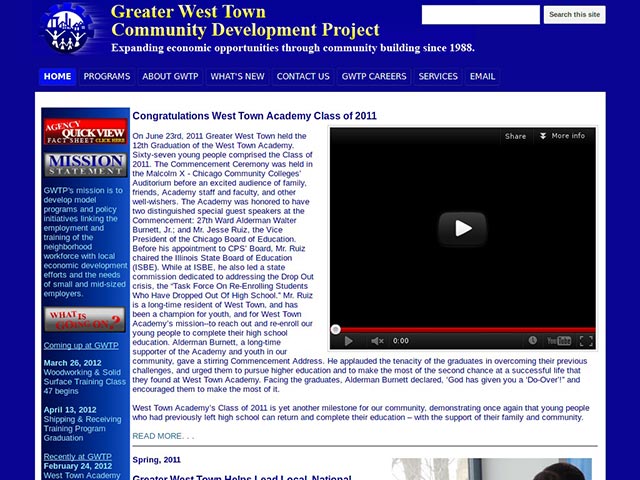 Greater West Town
Community Development Project
Expanding economic opportunities through community building since 1988.
Search this site
HOME
PROGRAMS
ABOUT GWTP
WHAT'S NEW
CONTACT US
GWTP CAREERS
SERVICES
EMAIL
AGENCY
QUICK VIEW
FACT SHEET CLICK HERE
MISSION
STATEMENT
GWTP's mission is to
develop model
programs and policy
initiatives linking the
employment and
training of the
neighborhood
workforce with local
economic development
efforts and the needs
of small and mid-sized
employers.
WHAT IS
GOING ON?
Coming up at GWTP
March 26, 2012
Woodworking & Solid
Surface Training Class
47 begins
April 13, 2012
Shipping & Receiving
Training Program
Graduation
Recently at GWTP
February 24, 2012
West Town Academy
Congratulations West Town Academy Class of 2011
On June 23rd, 2011 Greater West Town held the
12th Graduation of the West Town Academy.
Sixty-seven young people comprised the Class of
2011. The Commencement Ceremony was held in
the Malcolm X - Chicago Community Colleges'
Auditorium before an excited audience of family,
friends, Academy staff and faculty, and other
well-wishers. The Academy was honored to have
two distinguished special guest speakers at the
Commencement: 27th Ward Alderman Walter
Burnett, Jr.; and Mr. Jesse Ruiz, the Vice
President of the Chicago Board of Education.
Before his appointment to CPS' Board, Mr. Ruiz
chaired the Illinois State Board of Education
(ISBE). While at ISBE, he also led a state
commission dedicated to addressing the Drop Out
crisis, the "Task Force On Re-Enrolling Students
Who Have Dropped Out Of High School." Mr. Ruiz
is a long-time resident of West Town, and has
been a champion for youth, and for West Town
Academy's mission--to reach out and re-enroll our
young people to complete their high school
education. Alderman Burnett, a long-time
supporter of the Academy and youth in our
community, gave a stirring Commencement Address. He applauded the tenacity of the graduates in overcoming their previous
challenges, and urged them to pursue higher education and to make the most of the second chance at a successful life that
they found at West Town Academy. Facing the graduates, Alderman Burnett declared, 'God has given you a 'Do-Over'!" and
encouraged them to make the most of it.
Share
More info
0:00
YouTube
West Town Academy's Class of 2011 is yet another milestone for our community, demonstrating once again that young people
who had previously left high school can return and complete their education – with the support of their family and community.
READ MORE. . .
Spring, 2011
Greater West Town Helps Lead Local, National